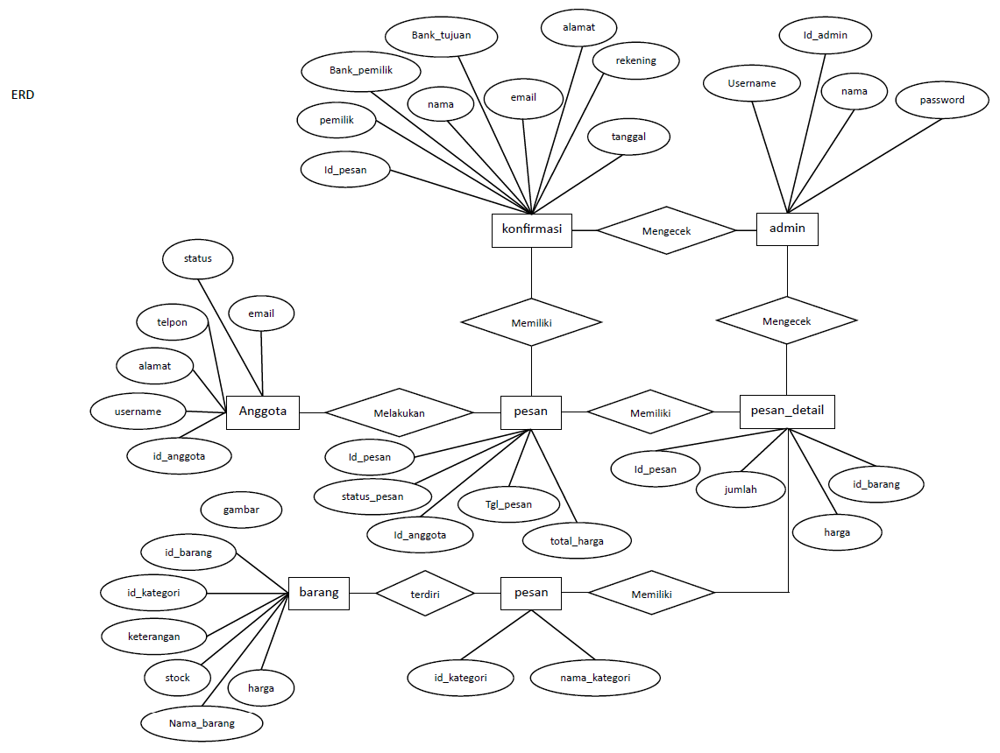 ERD
Bank_tujuan
alamat
Id_admin
Bank_pemilik
rekening
Username
nama
email
nama
password
pemilik
tanggal
Id_pesan
konfirmasi
Mengecek
admin
status
email
telpon
Memiliki
Mengecek
alamat
username
Anggota
Melakukan
pesan
Memiliki
pesan_detail
id_anggota
Id_pesan
Id_pesan
status_pesan
jumlah
id_barang
gambar
Tgl_pesan
Id_anggota
total_harga
harga
id_barang
id_kategori
barang
terdiri
pesan
Memiliki
keterangan
stock
harga
id_kategori
nama_kategori
Nama_barang